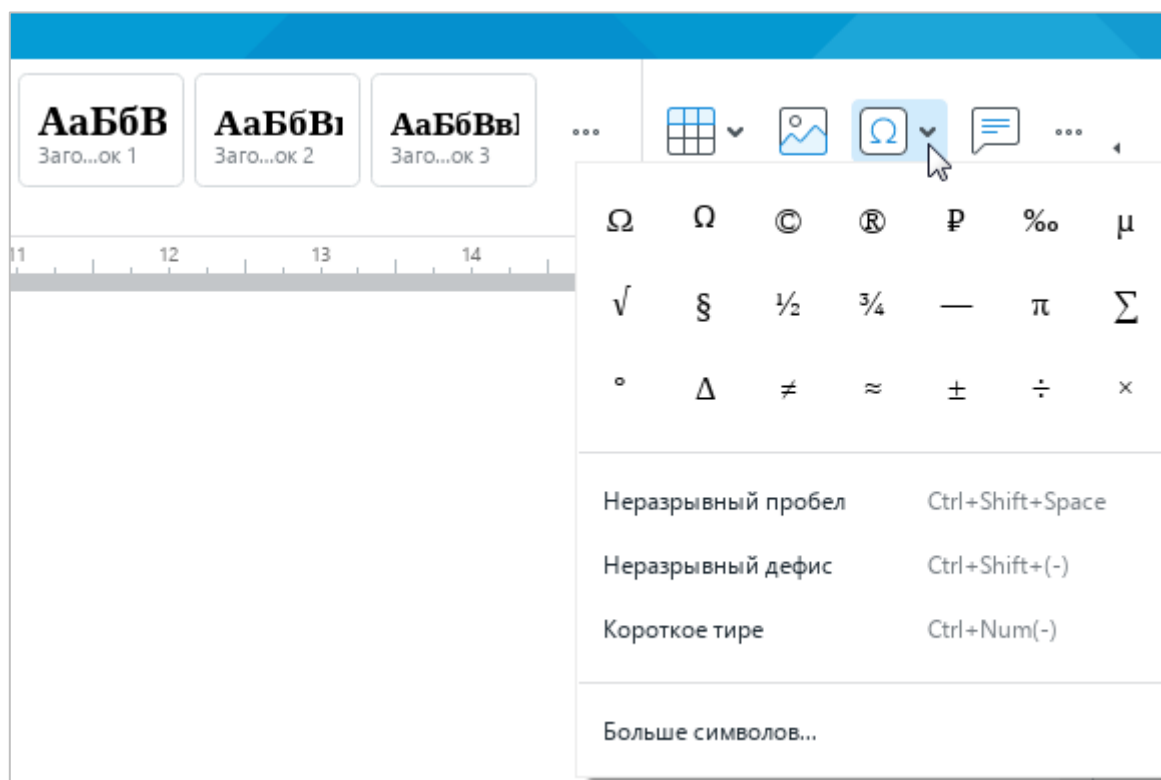 АаБбВ
Заго...ок 1
АаБбВ
Заго...ок 2
АаБбВв
Заго...ок 3
11 12 13 14
Ω Ω © ® ₽ ‰ µ
√ § ½ ¾ — π ∑
° Δ ≠ ≈ ± ÷ ×
Неразрывный пробел Ctrl+Shift+Space
Неразрывный дефис Ctrl+Shift+(-)
Короткое тире Ctrl+Num(-)
Больше символов...